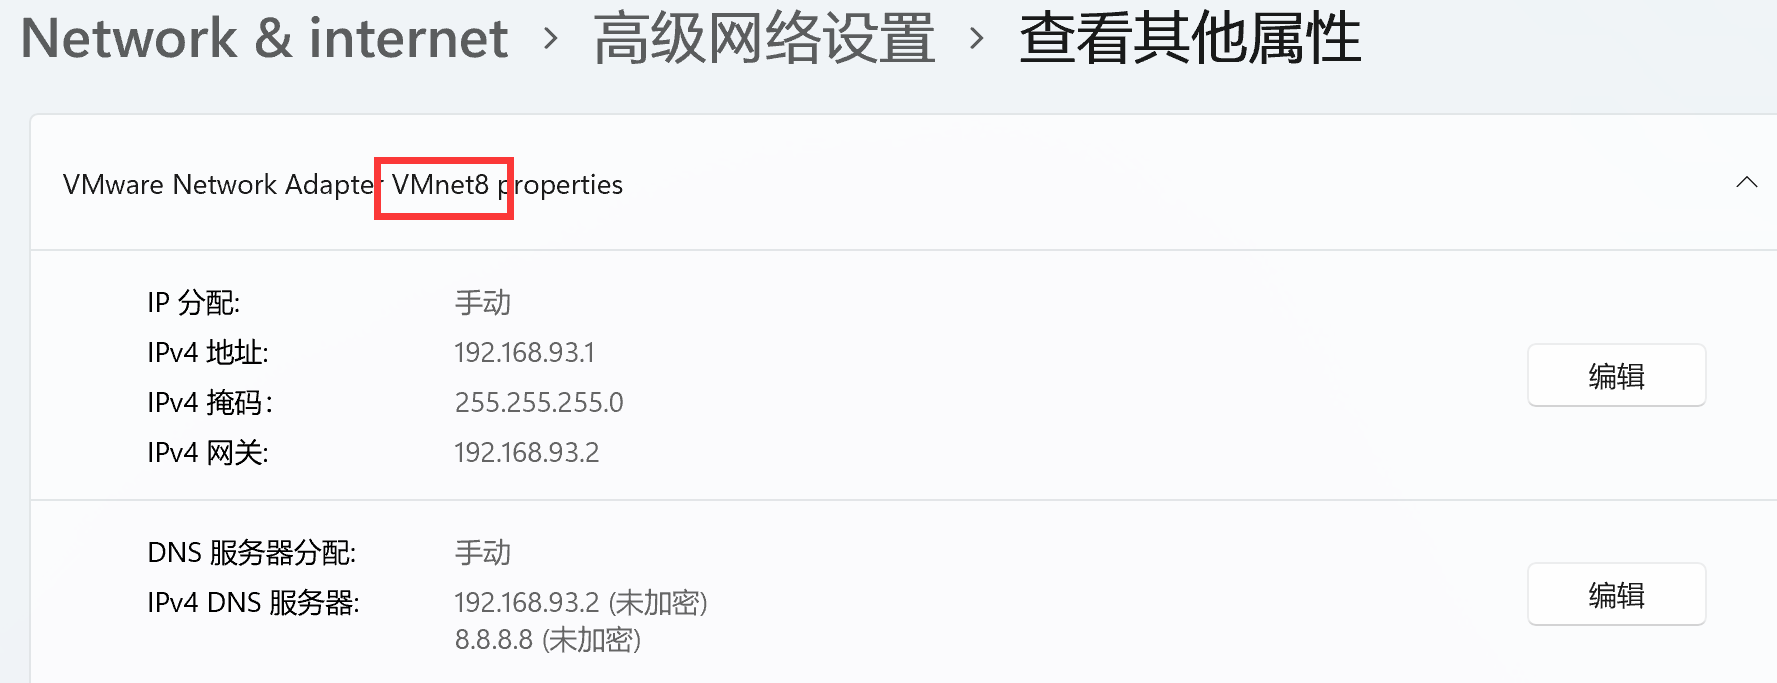 Network & internet > 高级网络设置 > 查看其他属性
VMware Network Adapter VMnet8 properties
IP 分配: 手动
IPv4 地址: 192.168.93.1
IPv4 掩码: 255.255.255.0
IPv4 网关: 192.168.93.2
编辑
DNS 服务器分配: 手动
IPv4 DNS 服务器: 192.168.93.2 (未加密)
8.8.8.8 (未加密)
编辑